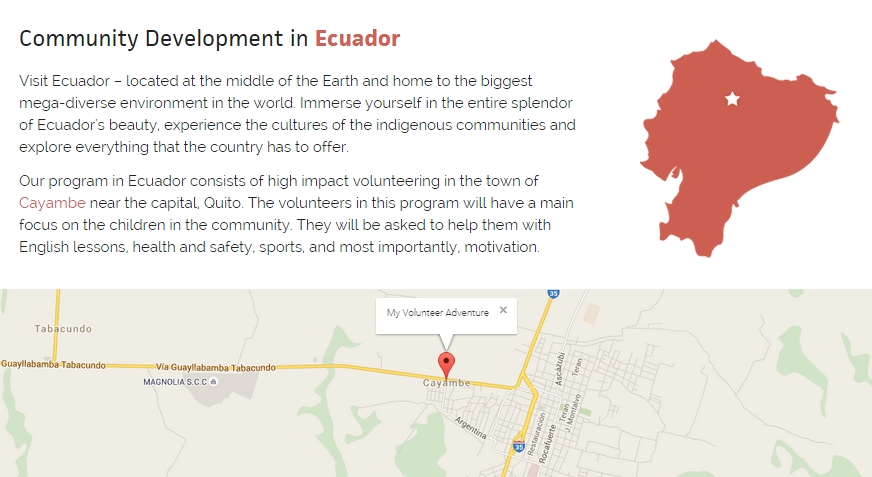 Community Development in Ecuador
Visit Ecuador – located at the middle of the Earth and home to the biggest
mega-diverse environment in the world. Immerse yourself in the entire splendor
of Ecuador's beauty, experience the cultures of the indigenous communities and
explore everything that the country has to offer.
Our program in Ecuador consists of high impact volunteering in the town of
Cayambe near the capital, Quito. The volunteers in this program will have a main
focus on the children in the community. They will be asked to help them with
English lessons, health and safety, sports, and most importantly, motivation.
35
My Volunteer Adventure ×
Tabacundo
Guayllabamba Tabacundo
Vía Guayllabamba Tabacundo
MAGNOLIA S.C.C
Cayambe
Ascázubi
Teran
Argentina
Restauración
Rocafuerte
Teran
J. Montalvo
35